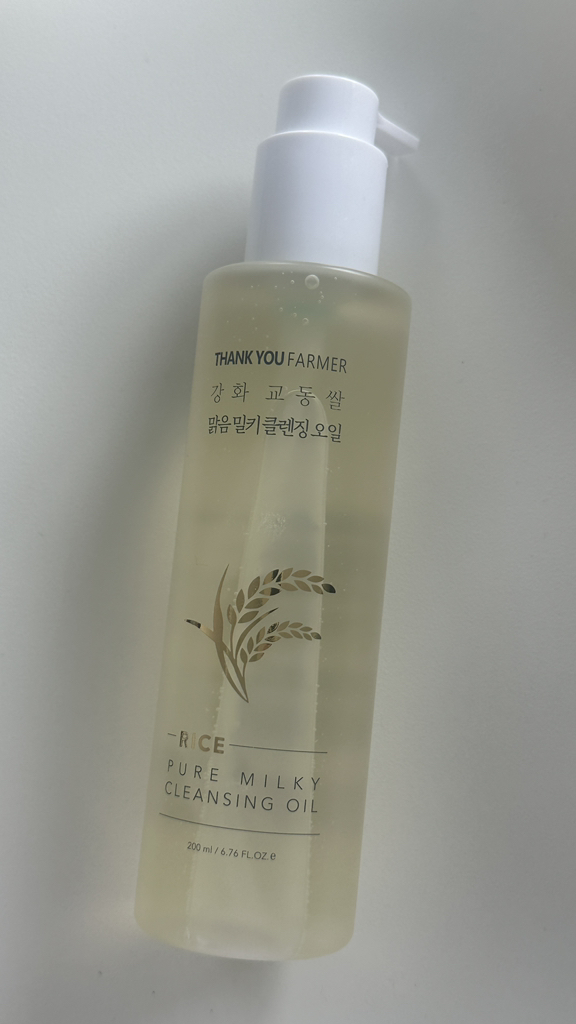 THANK YOU FARMER
강화 교동쌀
맑음밀키클렌징오일
RICE
PURE MILKY
CLEANSING OIL
200 ml / 6.76 FL.OZ. e